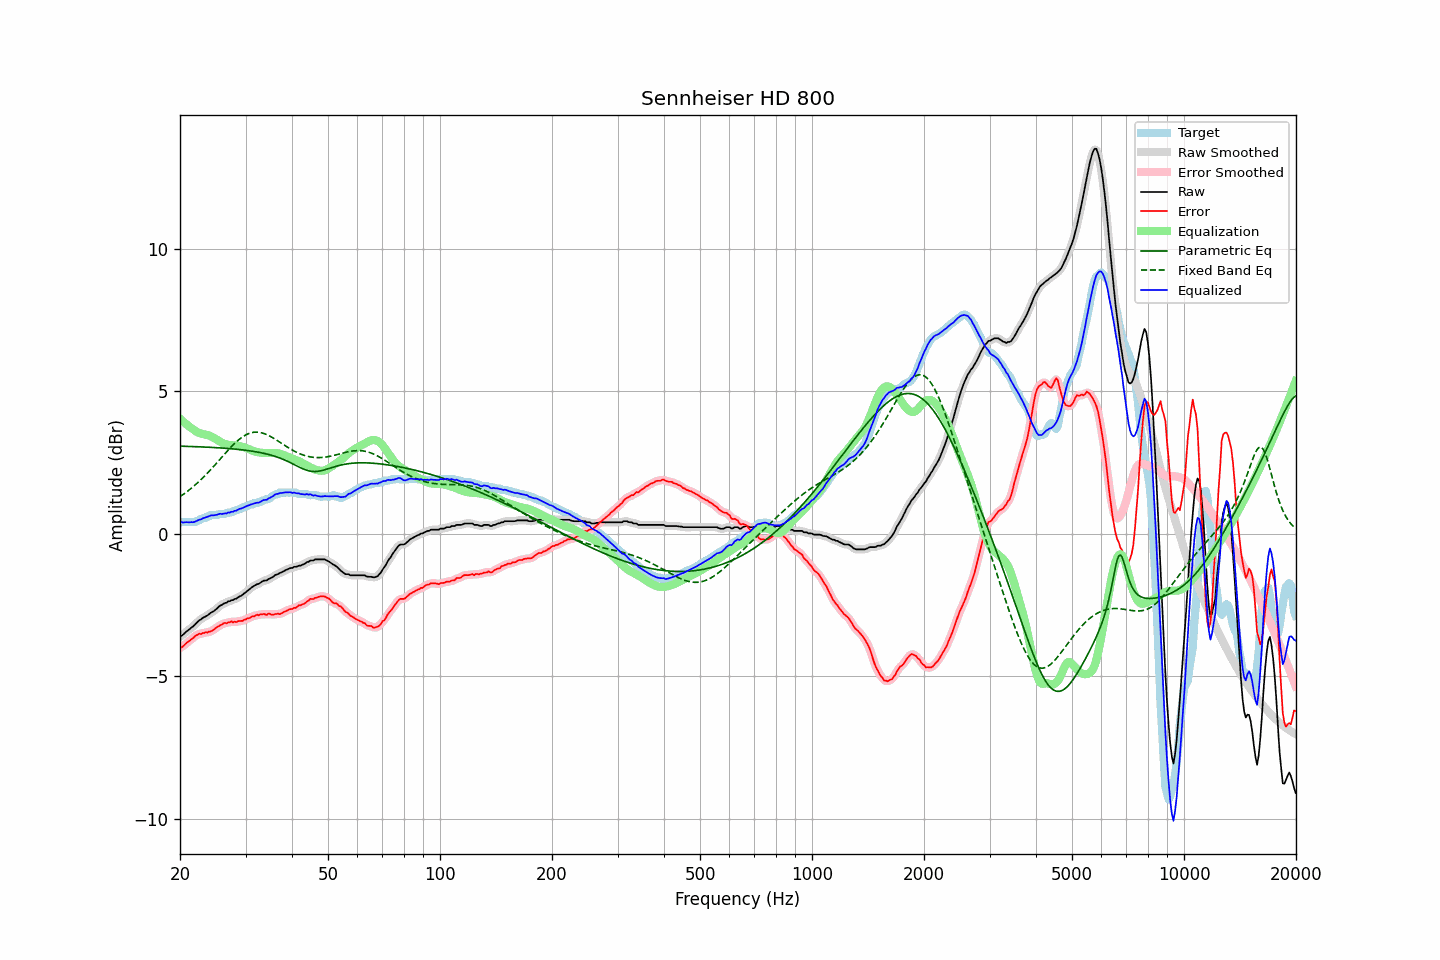 Sennheiser HD 800
Target
Raw Smoothed
Error Smoothed
Raw
Error
Equalization
Parametric Eq
Fixed Band Eq
Equalized
Amplitude (dBr)
10
5
0
−5
−10
20 50 100 200 500 1000 2000 5000 10000 20000
Frequency (Hz)